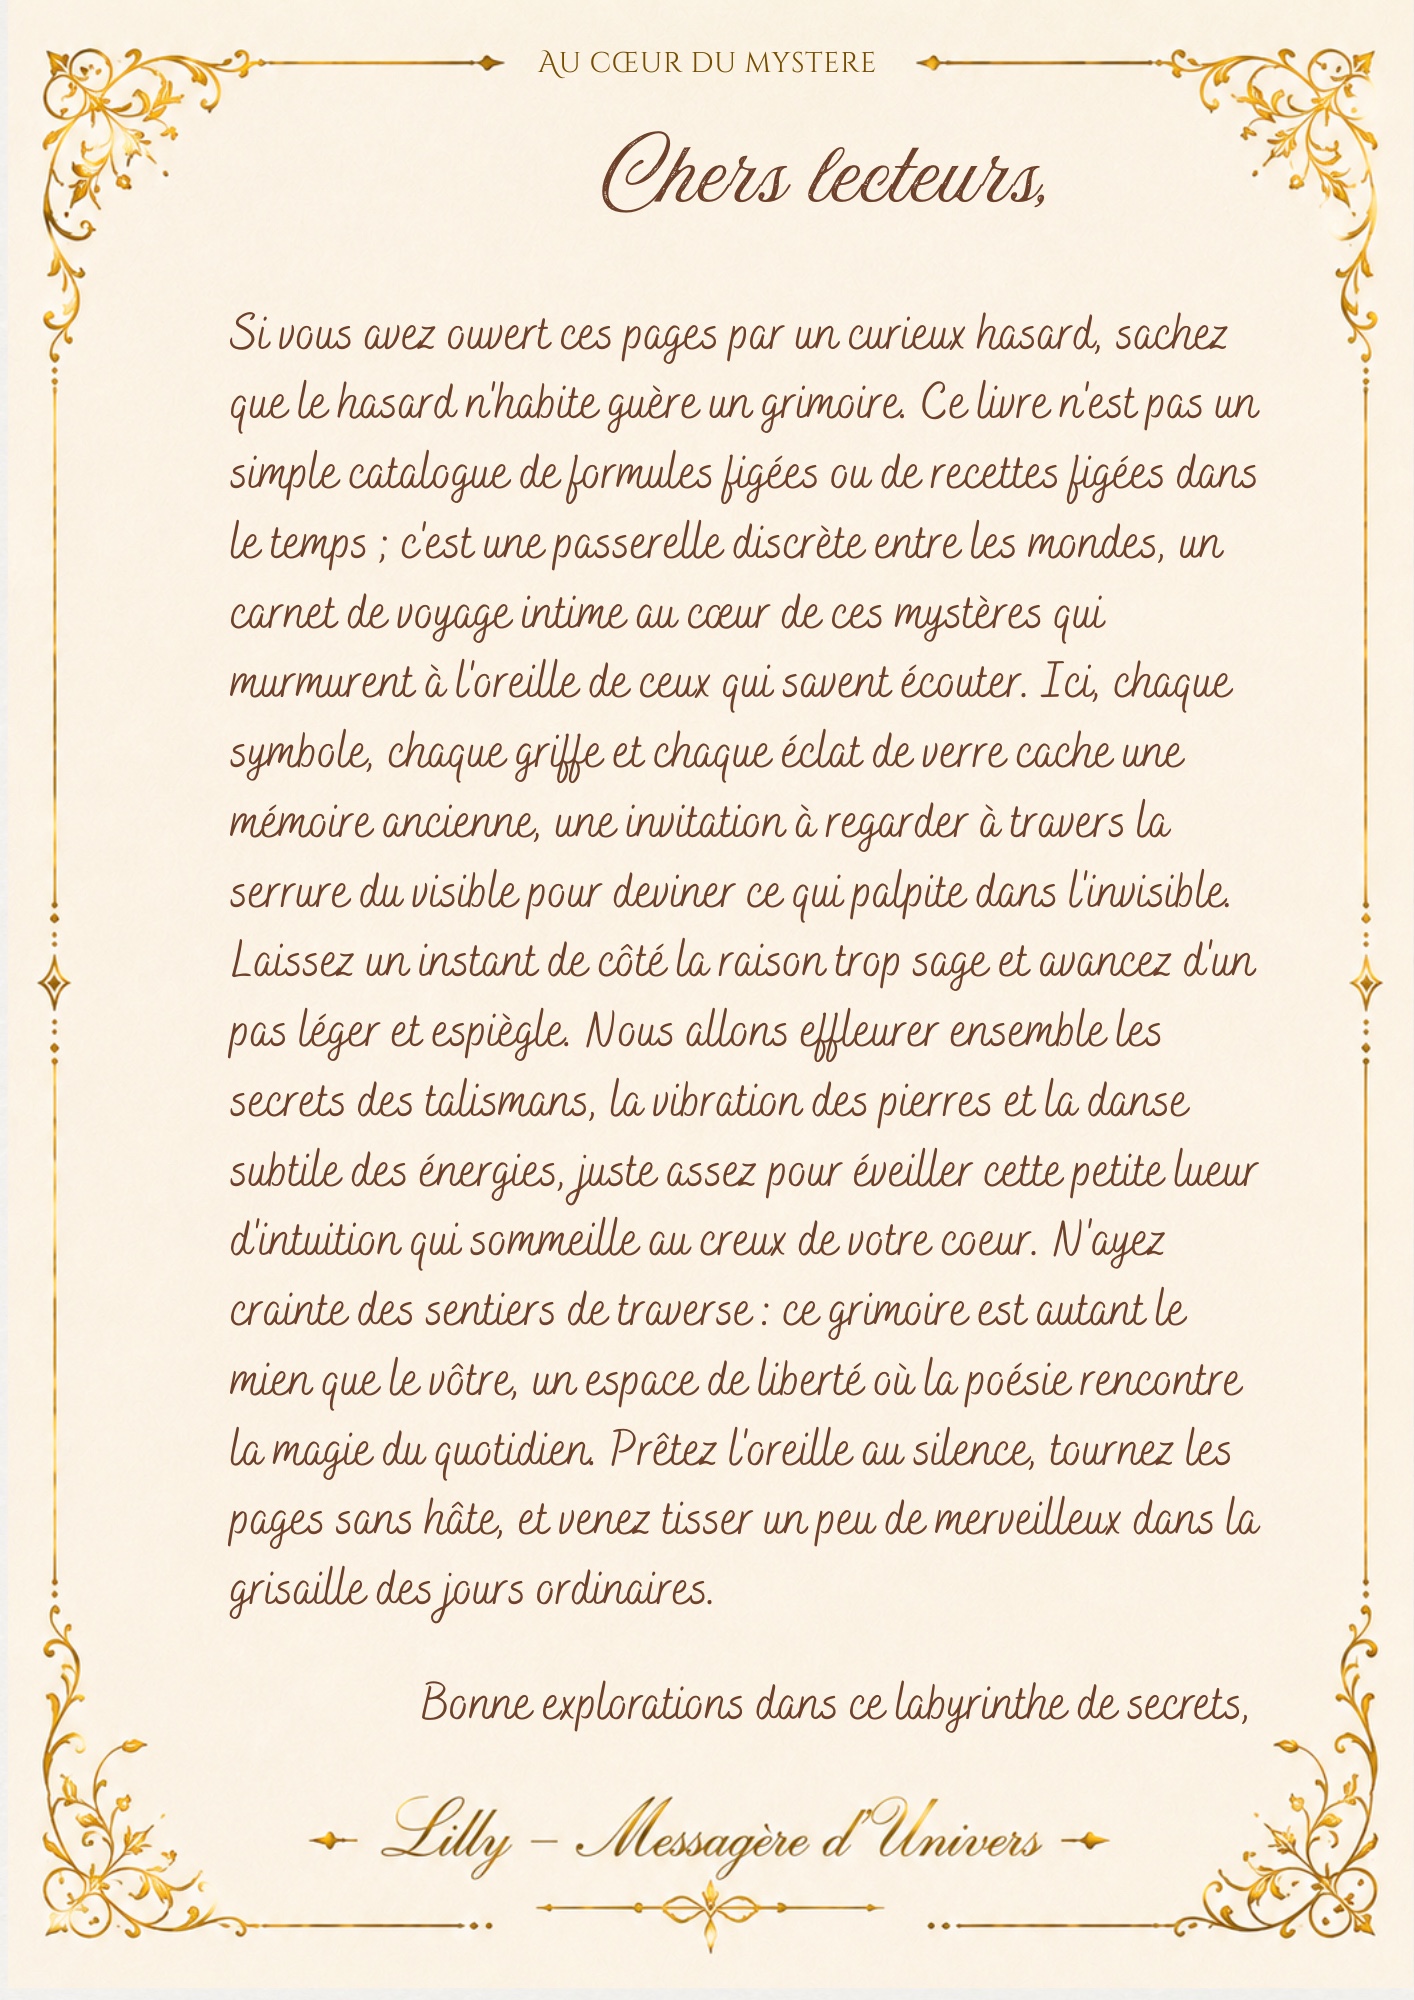 AU CŒUR DU MYSTERE
Chers lecteurs,
Si vous avez ouvert ces pages par un curieux hasard, sachez
que le hasard n'habite guère un grimoire. Ce livre n'est pas un
simple catalogue de formules figées ou de recettes figées dans
le temps ; c'est une passerelle discrète entre les mondes, un
carnet de voyage intime au cœur de ces mystères qui
murmurent à l'oreille de ceux qui savent écouter. Ici, chaque
symbole, chaque griffe et chaque éclat de verre cache une
mémoire ancienne, une invitation à regarder à travers la
serrure du visible pour deviner ce qui palpite dans l'invisible.
Laissez un instant de côté la raison trop sage et avancez d'un
pas léger et espiègle. Nous allons effleurer ensemble les
secrets des talismans, la vibration des pierres et la danse
subtile des énergies, juste assez pour éveiller cette petite lueur
d'intuition qui sommeille au creux de votre coeur. N'ayez
crainte des sentiers de traverse : ce grimoire est autant le
mien que le vôtre, un espace de liberté où la poésie rencontre
la magie du quotidien. Prêtez l'oreille au silence, tournez les
pages sans hâte, et venez tisser un peu de merveilleux dans la
grisaille des jours ordinaires.
Bonne explorations dans ce labyrinthe de secrets,
Lilly – Messagère d'Univers